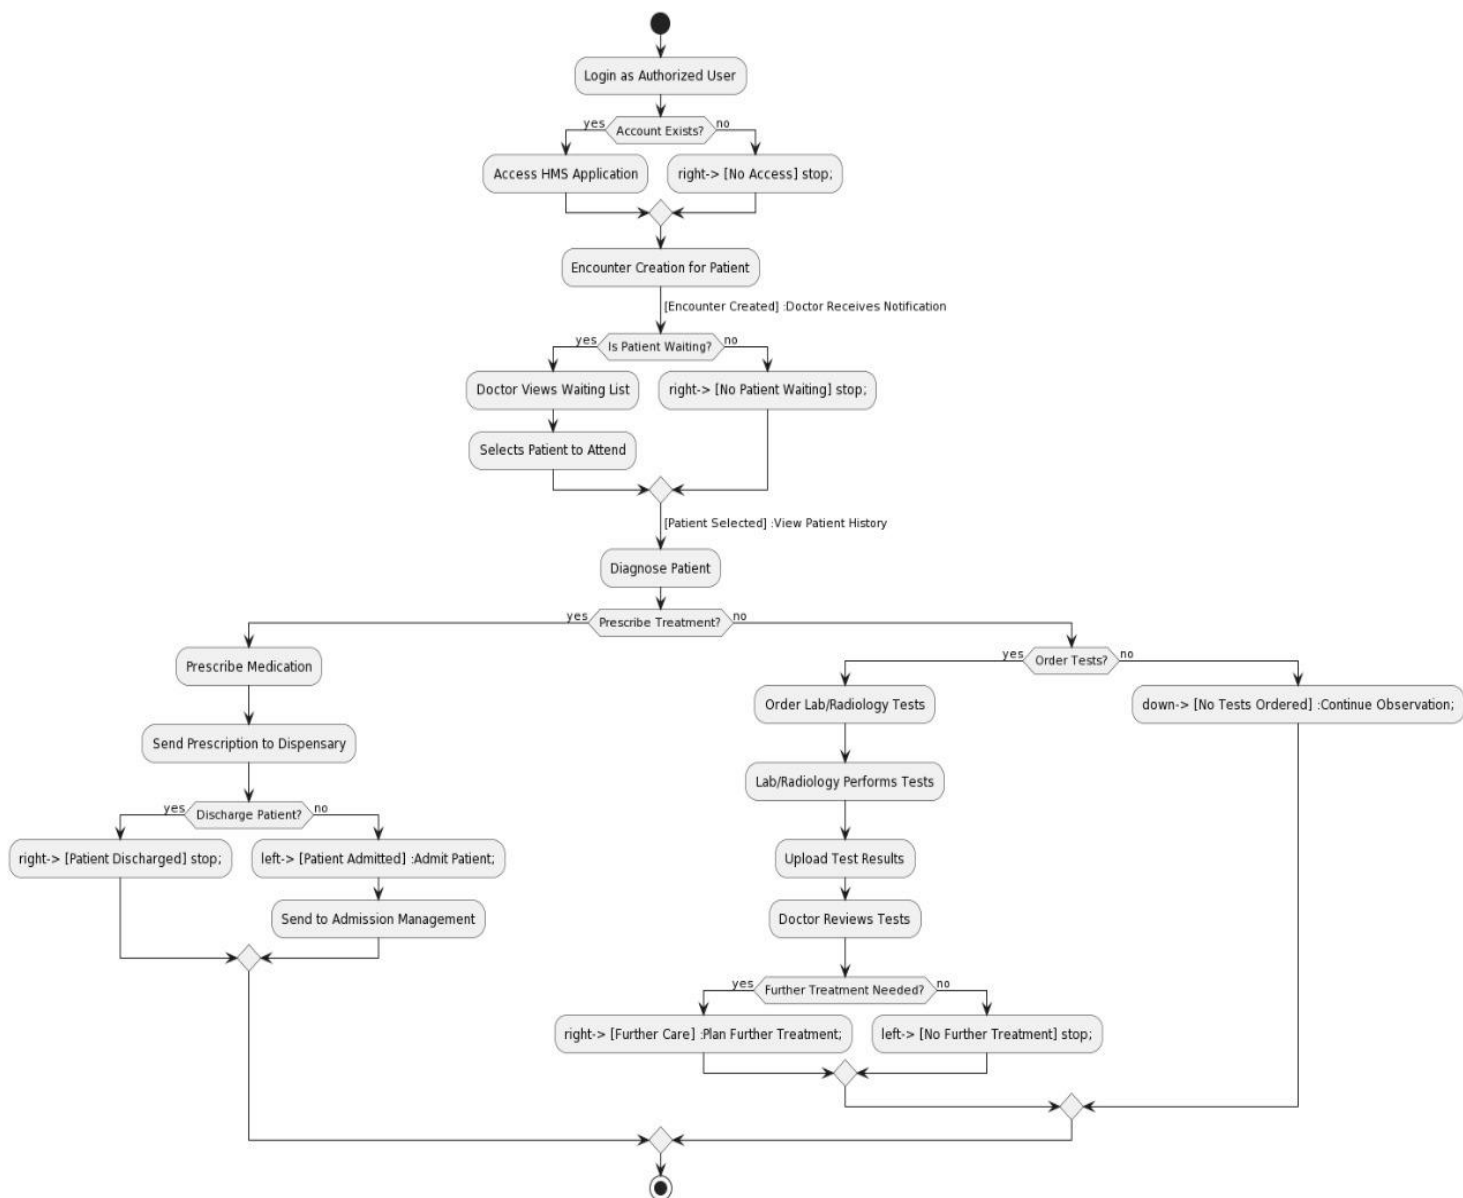 Login as Authorized User
yes
Account Exists?
no
Access HMS Application
right-> [No Access] stop;
Encounter Creation for Patient
[Encounter Created] :Doctor Receives Notification
yes
Is Patient Waiting?
no
Doctor Views Waiting List
right-> [No Patient Waiting] stop;
Selects Patient to Attend
[Patient Selected] :View Patient History
Diagnose Patient
yes
Prescribe Treatment?
no
Prescribe Medication
yes
Order Tests?
no
Order Lab/Radiology Tests
down-> [No Tests Ordered] :Continue Observation;
Send Prescription to Dispensary
Lab/Radiology Performs Tests
yes
Discharge Patient?
no
right-> [Patient Discharged] stop;
left-> [Patient Admitted] :Admit Patient;
Upload Test Results
Send to Admission Management
Doctor Reviews Tests
yes
Further Treatment Needed?
no
right-> [Further Care] :Plan Further Treatment;
left-> [No Further Treatment] stop;